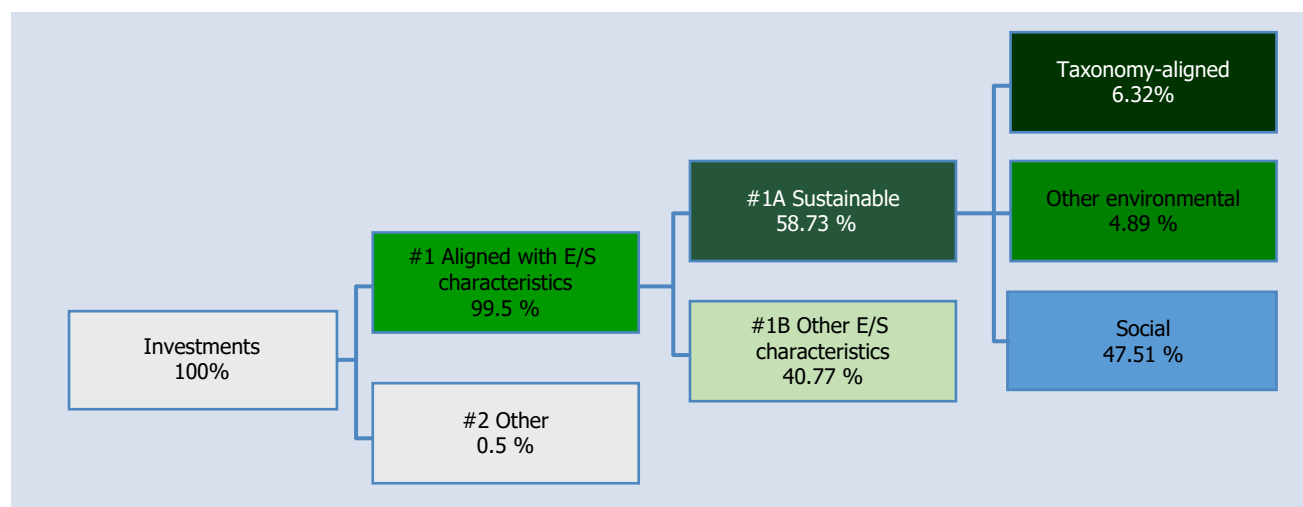 Investments
100%
#1 Aligned with E/S
characteristics
99.5 %
#2 Other
0.5 %
#1A Sustainable
58.73 %
#1B Other E/S
characteristics
40.77 %
Taxonomy-aligned
6.32%
Other environmental
4.89 %
Social
47.51 %